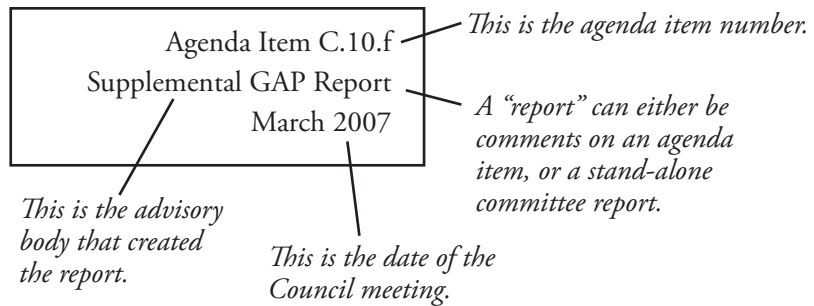 Agenda Item C.10.f
Supplemental GAP Report
March 2007
This is the agenda item number.
A “report” can either be
comments on an agenda
item, or a stand-alone
committee report.
This is the advisory
body that created
the report.
This is the date of the
Council meeting.